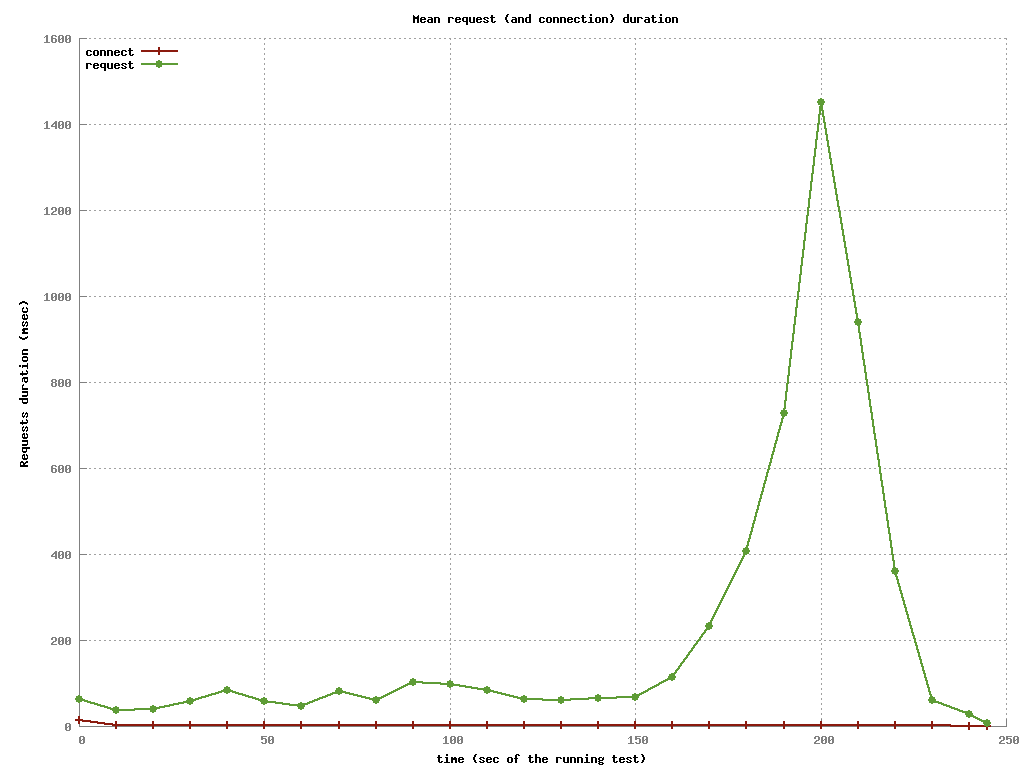 Mean request (and connection) duration
connect
request
1600
1400
1200
1000
800
600
400
200
0
Requests duration (msec)
0 50 100 150 200 250
time (sec of the running test)